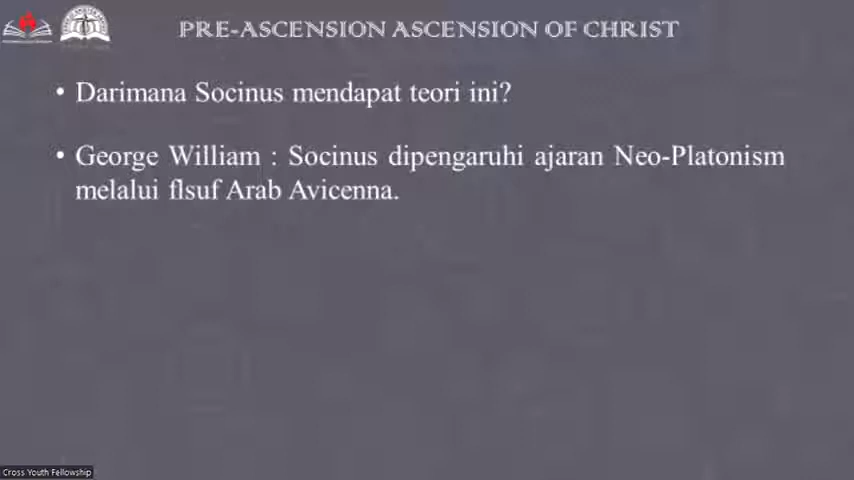 PRE-ASCENSION ASCENSION OF CHRIST
• Darimana Socinus mendapat teori ini?
• George William : Socinus dipengaruhi ajaran Neo-Platonism
melalui flsuf Arab Avicenna.
Cross Youth Fellowship